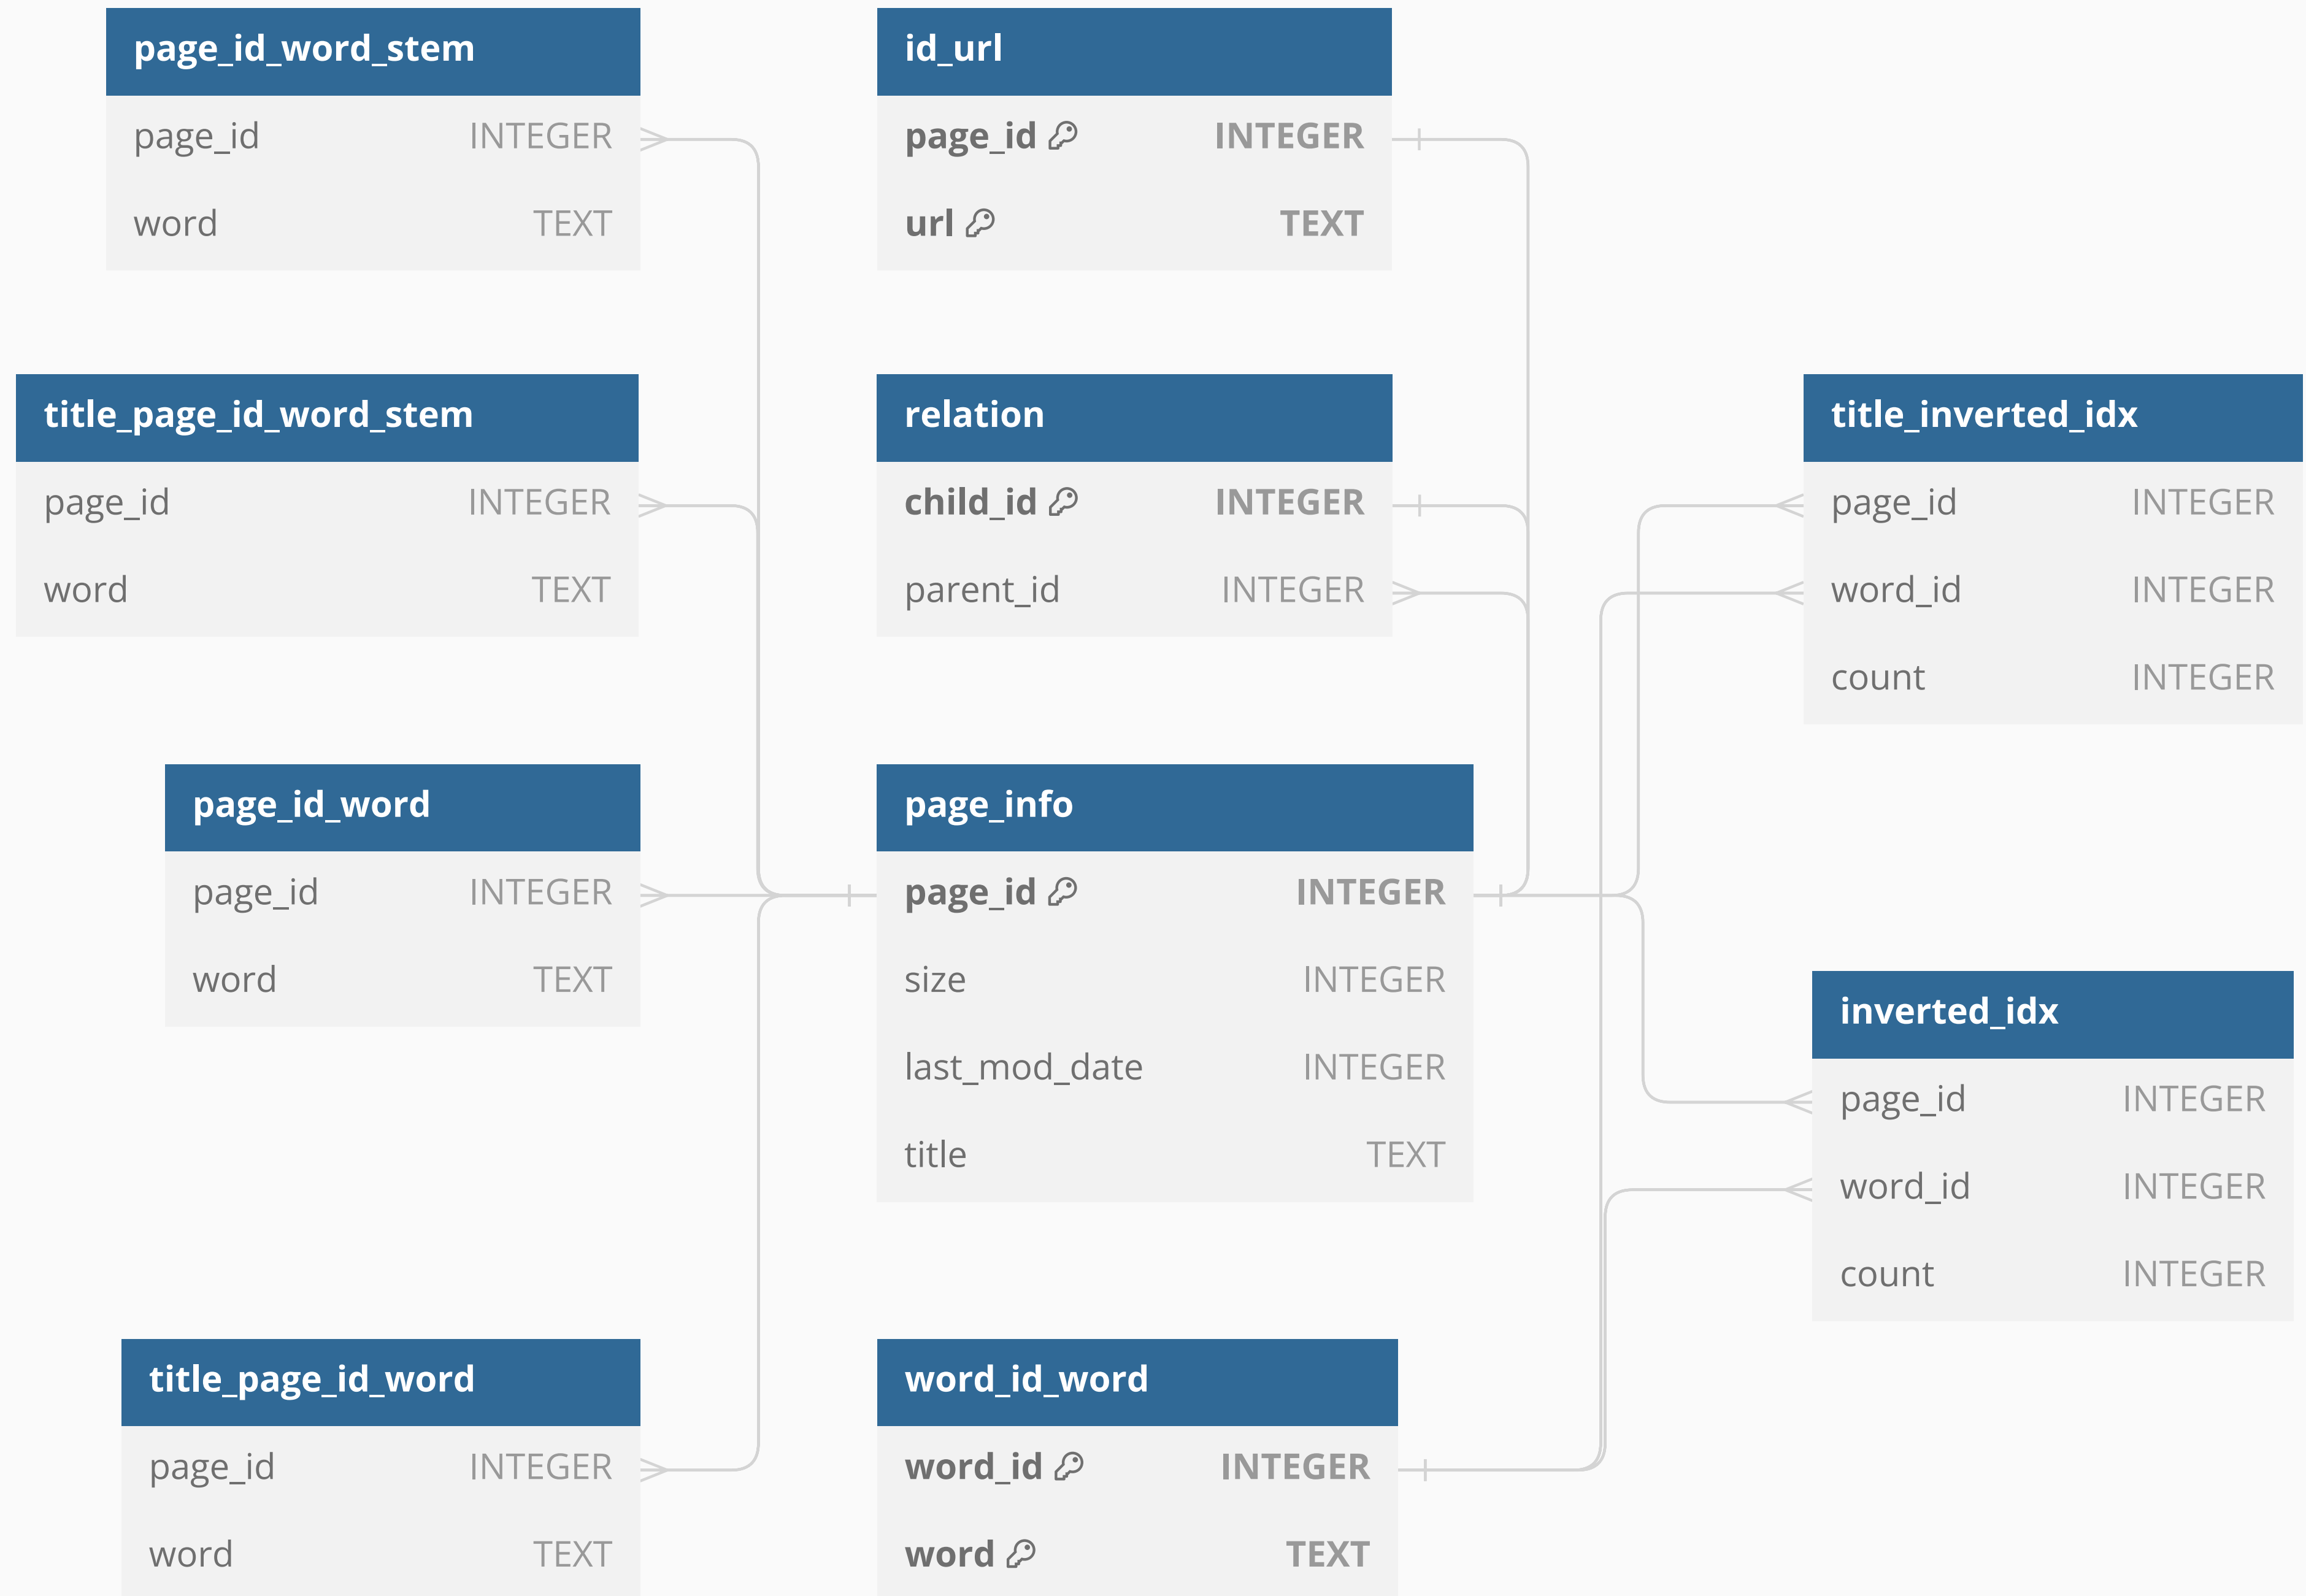 page_id_word_stem
page_id INTEGER
word TEXT
id_url
page_id INTEGER
url TEXT
title_page_id_word_stem
page_id INTEGER
word TEXT
relation
child_id INTEGER
parent_id INTEGER
title_inverted_idx
page_id INTEGER
word_id INTEGER
count INTEGER
page_id_word
page_id INTEGER
word TEXT
page_info
page_id INTEGER
size INTEGER
last_mod_date INTEGER
title TEXT
inverted_idx
page_id INTEGER
word_id INTEGER
count INTEGER
title_page_id_word
page_id INTEGER
word TEXT
word_id_word
word_id INTEGER
word TEXT